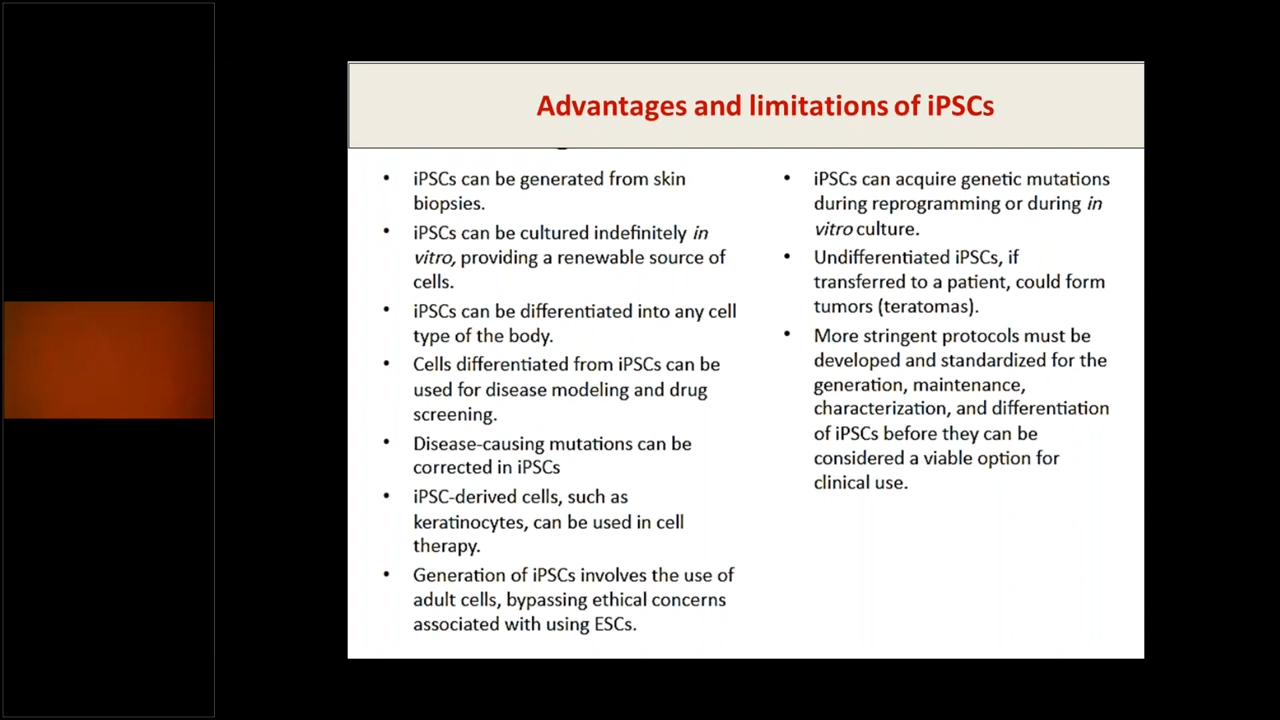 Advantages and limitations of iPSCs
• iPSCs can be generated from skin
biopsies.
• iPSCs can be cultured indefinitely in
vitro, providing a renewable source of
cells.
• iPSCs can be differentiated into any cell
type of the body.
• Cells differentiated from iPSCs can be
used for disease modeling and drug
screening.
• Disease-causing mutations can be
corrected in iPSCs
• iPSC-derived cells, such as
keratinocytes, can be used in cell
therapy.
• Generation of iPSCs involves the use of
adult cells, bypassing ethical concerns
associated with using ESCs.
• iPSCs can acquire genetic mutations
during reprogramming or during in
vitro culture.
• Undifferentiated iPSCs, if
transferred to a patient, could form
tumors (teratomas).
• More stringent protocols must be
developed and standardized for the
generation, maintenance,
characterization, and differentiation
of iPSCs before they can be
considered a viable option for
clinical use.